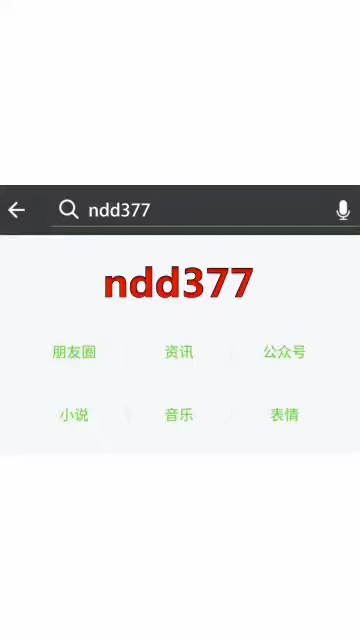 ndd377
ndd377
朋友圈 资讯 公众号
小说 音乐 表情